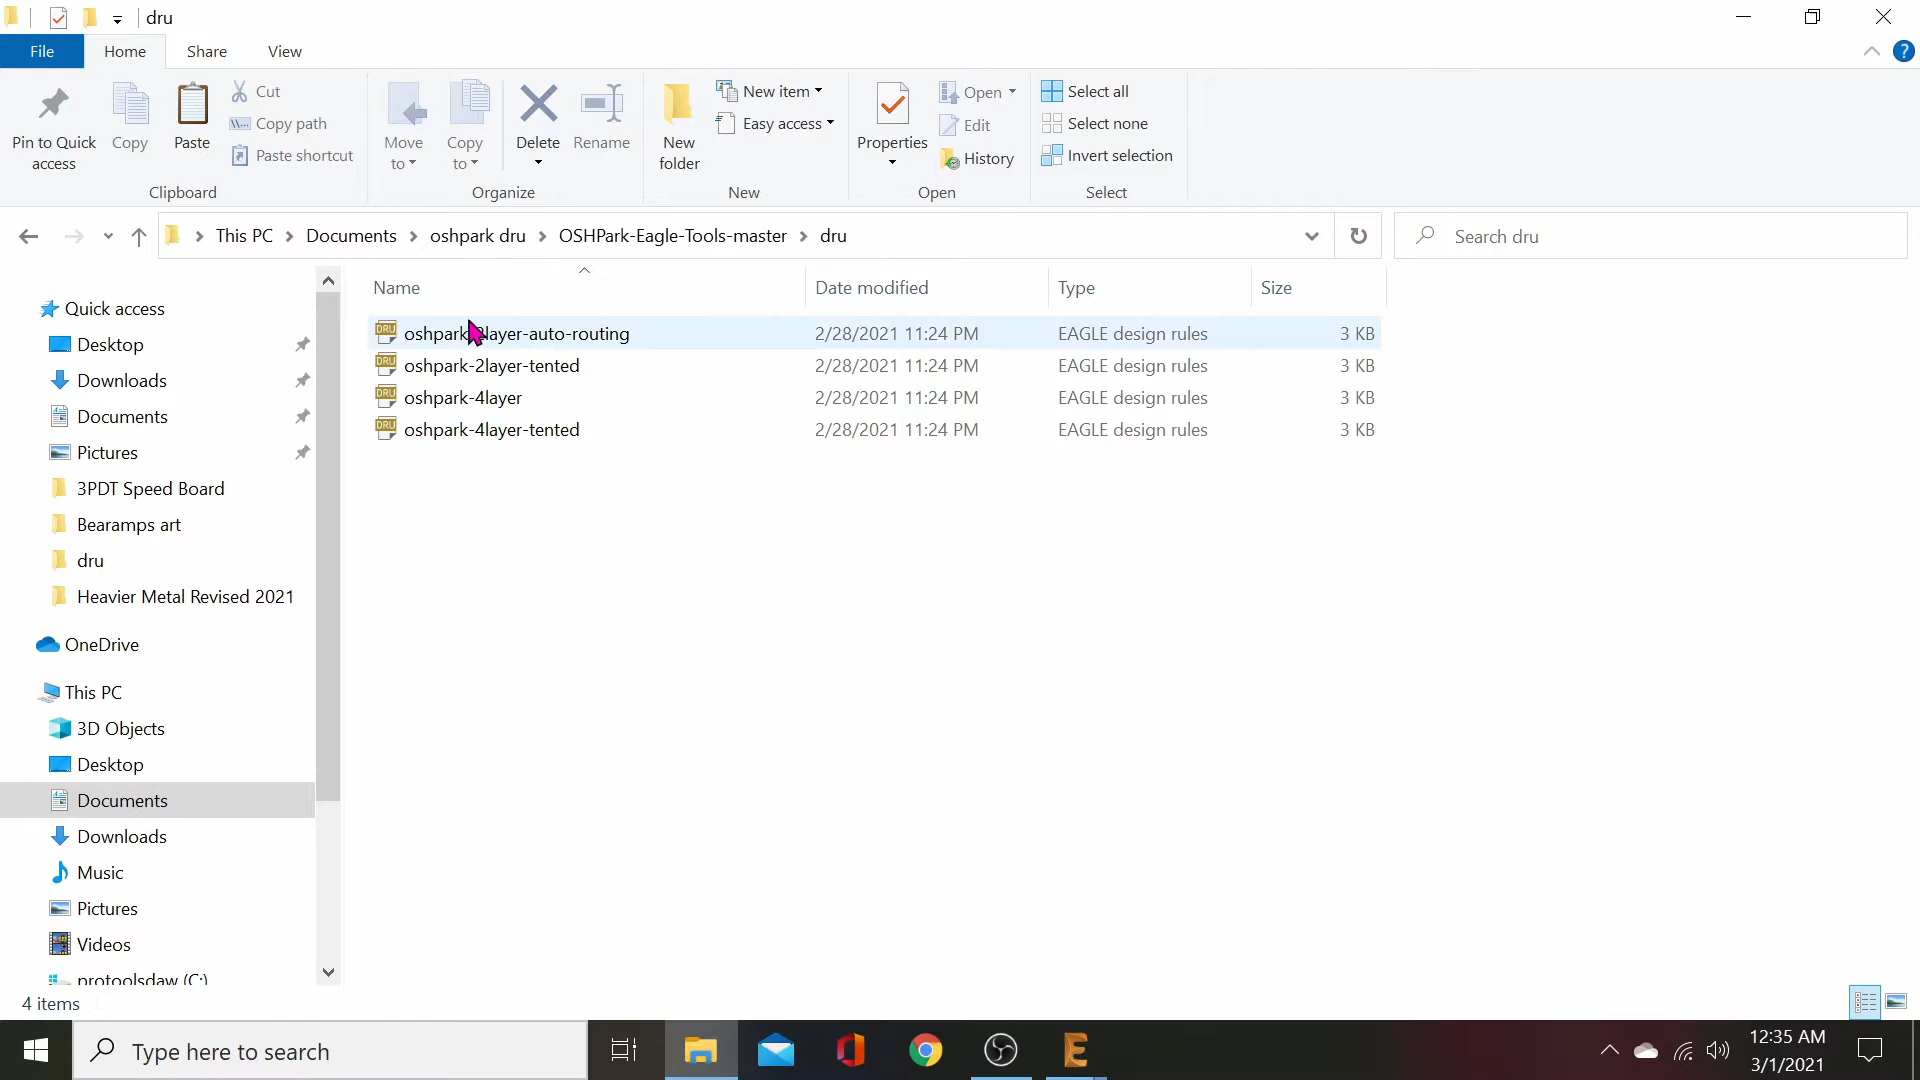 dru
File
Home
Share
View
Pin to Quick access
Copy
Paste
Cut
Copy path
Paste shortcut
Clipboard
Move to
Copy to
Delete
Rename
Organize
New folder
New item
Easy access
New
Properties
Open
Edit
History
Open
Select all
Select none
Invert selection
Select
This PC
Documents
oshpark dru
OSHPark-Eagle-Tools-master
dru
Search dru
Name
Date modified
Type
Size
2/28/2021 11:24 PM
EAGLE design rules
3 KB
oshpark-2layer-tented
2/28/2021 11:24 PM
EAGLE design rules
3 KB
oshpark-4layer
2/28/2021 11:24 PM
EAGLE design rules
3 KB
oshpark-4layer-tented
2/28/2021 11:24 PM
EAGLE design rules
3 KB
Quick access
Desktop
Downloads
Documents
Pictures
3PDT Speed Board
Bearamps art
dru
Heavier Metal Revised 2021
OneDrive
This PC
3D Objects
Desktop
Documents
Downloads
Music
Pictures
Videos
protoolsdaw (C:)
4 items
Type here to search
12:35 AM
3/1/2021